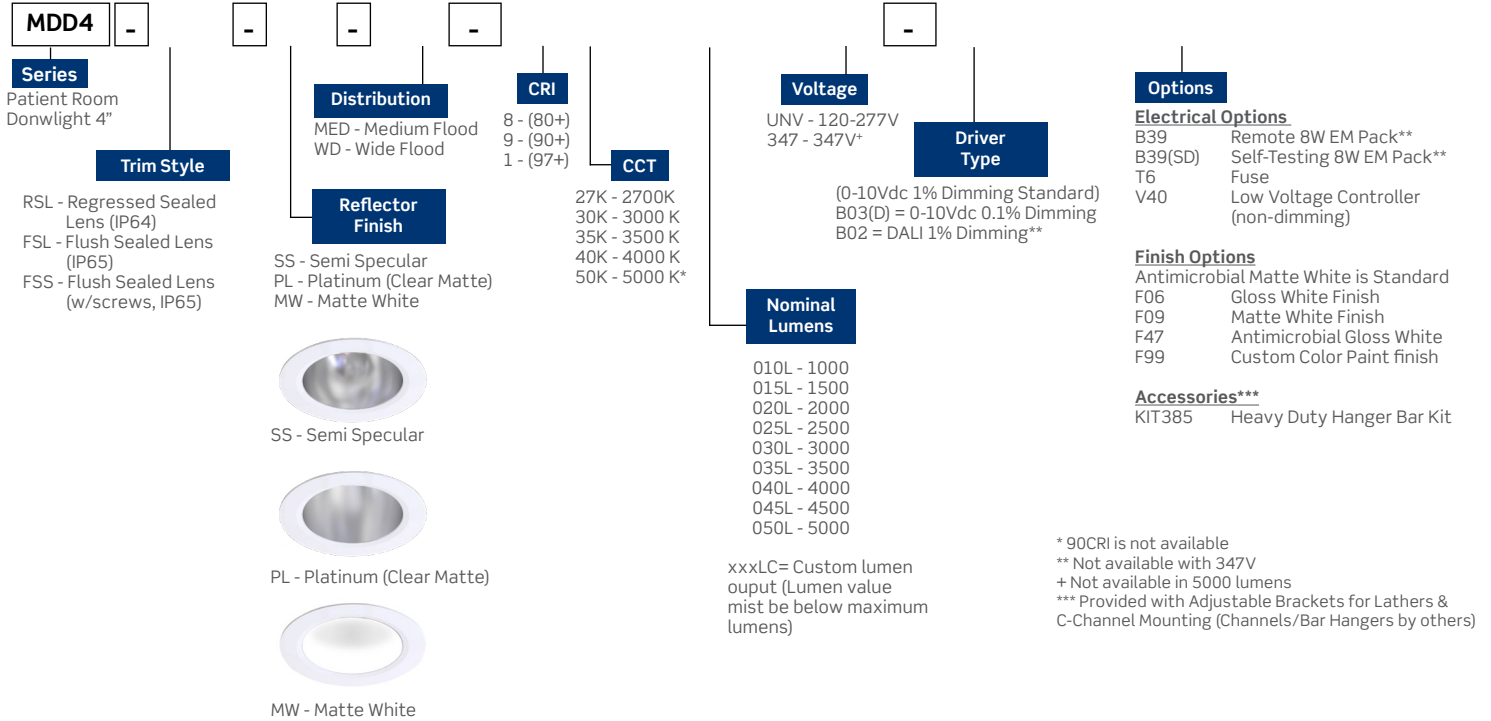 MDD4 - - - - -
Series
Patient Room
Donwlight 4”
Trim Style
RSL - Regressed Sealed
Lens (IP64)
FSL - Flush Sealed Lens
(IP65)
FSS - Flush Sealed Lens
(w/screws, IP65)
Reflector
Finish
SS - Semi Specular
PL - Platinum (Clear Matte)
MW - Matte White
SS - Semi Specular
PL - Platinum (Clear Matte)
MW - Matte White
Distribution
MED - Medium Flood
WD - Wide Flood
CRI
8 - (80+)
9 - (90+)
1 - (97+)
CCT
27K - 2700K
30K - 3000 K
35K - 3500 K
40K - 4000 K
50K - 5000 K*
Nominal
Lumens
010L - 1000
015L - 1500
020L - 2000
025L - 2500
030L - 3000
035L - 3500
040L - 4000
045L - 4500
050L - 5000
xxxLC= Custom lumen
ouput (Lumen value
mist be below maximum
lumens)
Voltage
UNV - 120-277V
347 - 347V+
Driver
Type
(0-10Vdc 1% Dimming Standard)
B03(D) = 0-10Vdc 0.1% Dimming
B02 = DALI 1% Dimming**
Options
Electrical Options
B39 Remote 8W EM Pack**
B39(SD) Self-Testing 8W EM Pack**
T6 Fuse
V40 Low Voltage Controller
(non-dimming)
Finish Options
Antimicrobial Matte White is Standard
F06 Gloss White Finish
F09 Matte White Finish
F47 Antimicrobial Gloss White
F99 Custom Color Paint finish
Accessories***
KIT385 Heavy Duty Hanger Bar Kit
* 90CRI is not available
** Not available with 347V
+ Not available in 5000 lumens
*** Provided with Adjustable Brackets for Lathers &
C-Channel Mounting (Channels/Bar Hangers by others)